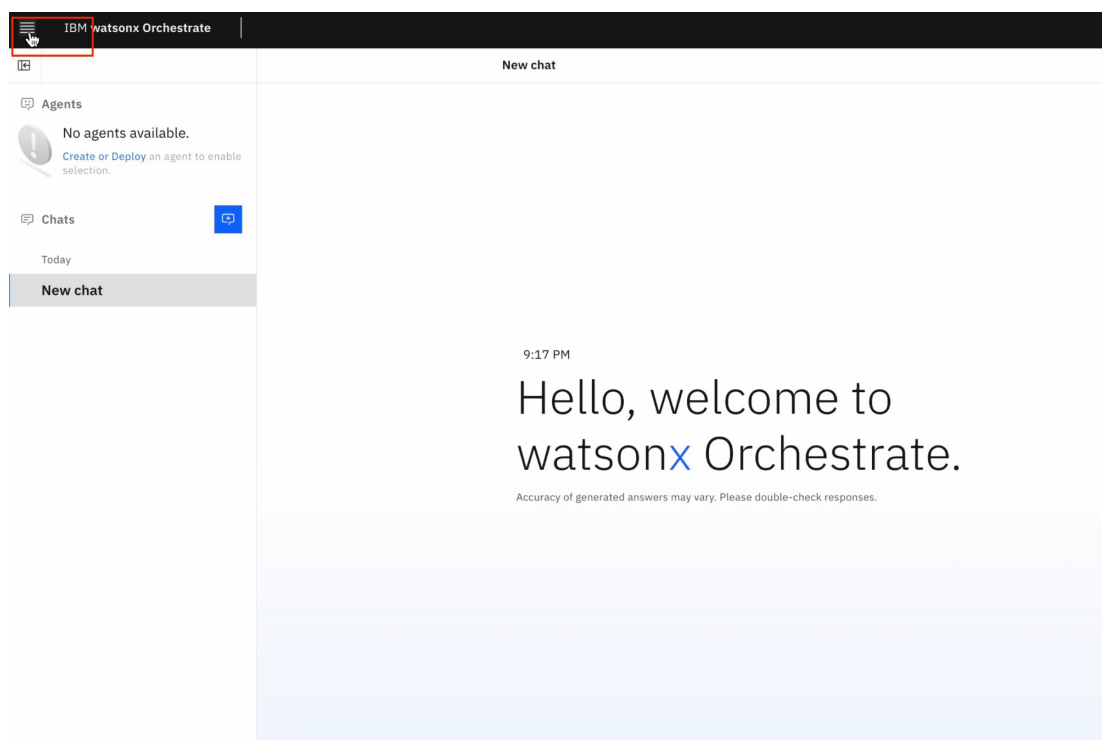 IBM watsonx Orchestrate
New chat
Agents
No agents available.
Create or Deploy an agent to enable
selection.
Chats
Today
New chat
9:17 PM
Hello, welcome to
watsonx Orchestrate.
Accuracy of generated answers may vary. Please double-check responses.